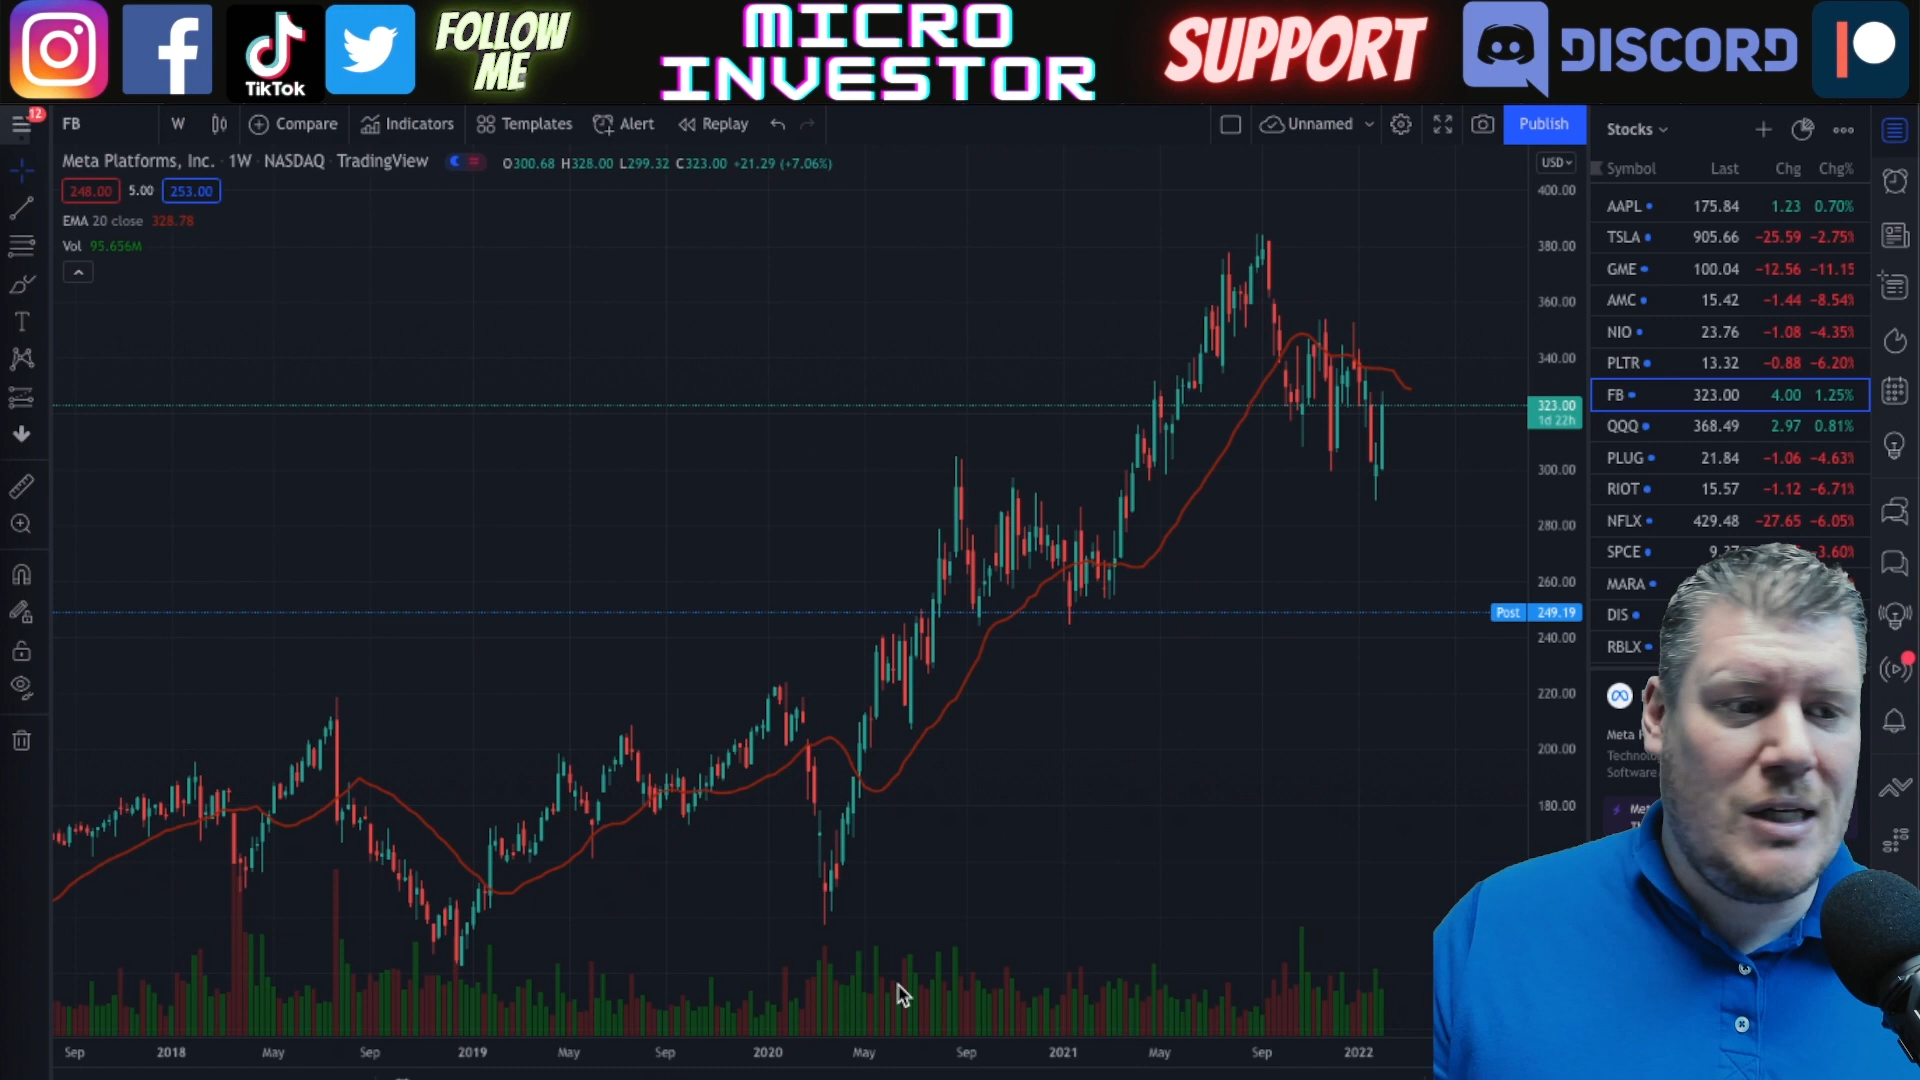 FOLLOW ME
MICRO INVESTOR
SUPPORT
DISCORD
TikTok
12
FB
W
Compare
Indicators
Templates
Alert
Replay
Unnamed
Publish
Meta Platforms, Inc. · 1W · NASDAQ · TradingView
O300.68 H328.00 L299.32 C323.00 +21.29 (+7.06%)
248.00 5.00 253.00
EMA 20 close 328.78
Vol 95.656M
USD
400.00
380.00
360.00
340.00
323.00
1d 22h
300.00
280.00
260.00
Post 249.19
240.00
220.00
200.00
180.00
Sep 2018 May Sep 2019 May Sep 2020 May Sep 2021 May Sep 2022
Stocks
Symbol Last Chg Chg%
AAPL 175.84 1.23 0.70%
TSLA 905.66 -25.59 -2.75%
GME 100.04 -12.56 -11.15
AMC 15.42 -1.44 -8.54%
NIO 23.76 -1.08 -4.35%
PLTR 13.32 -0.88 -6.20%
FB 323.00 4.00 1.25%
QQQ 368.49 2.97 0.81%
PLUG 21.84 -1.06 -4.63%
RIOT 15.57 -1.12 -6.71%
NFLX 429.48 -27.65 -6.05%
SPCE 3.60%
MARA
DIS
RBLX
Meta
Software